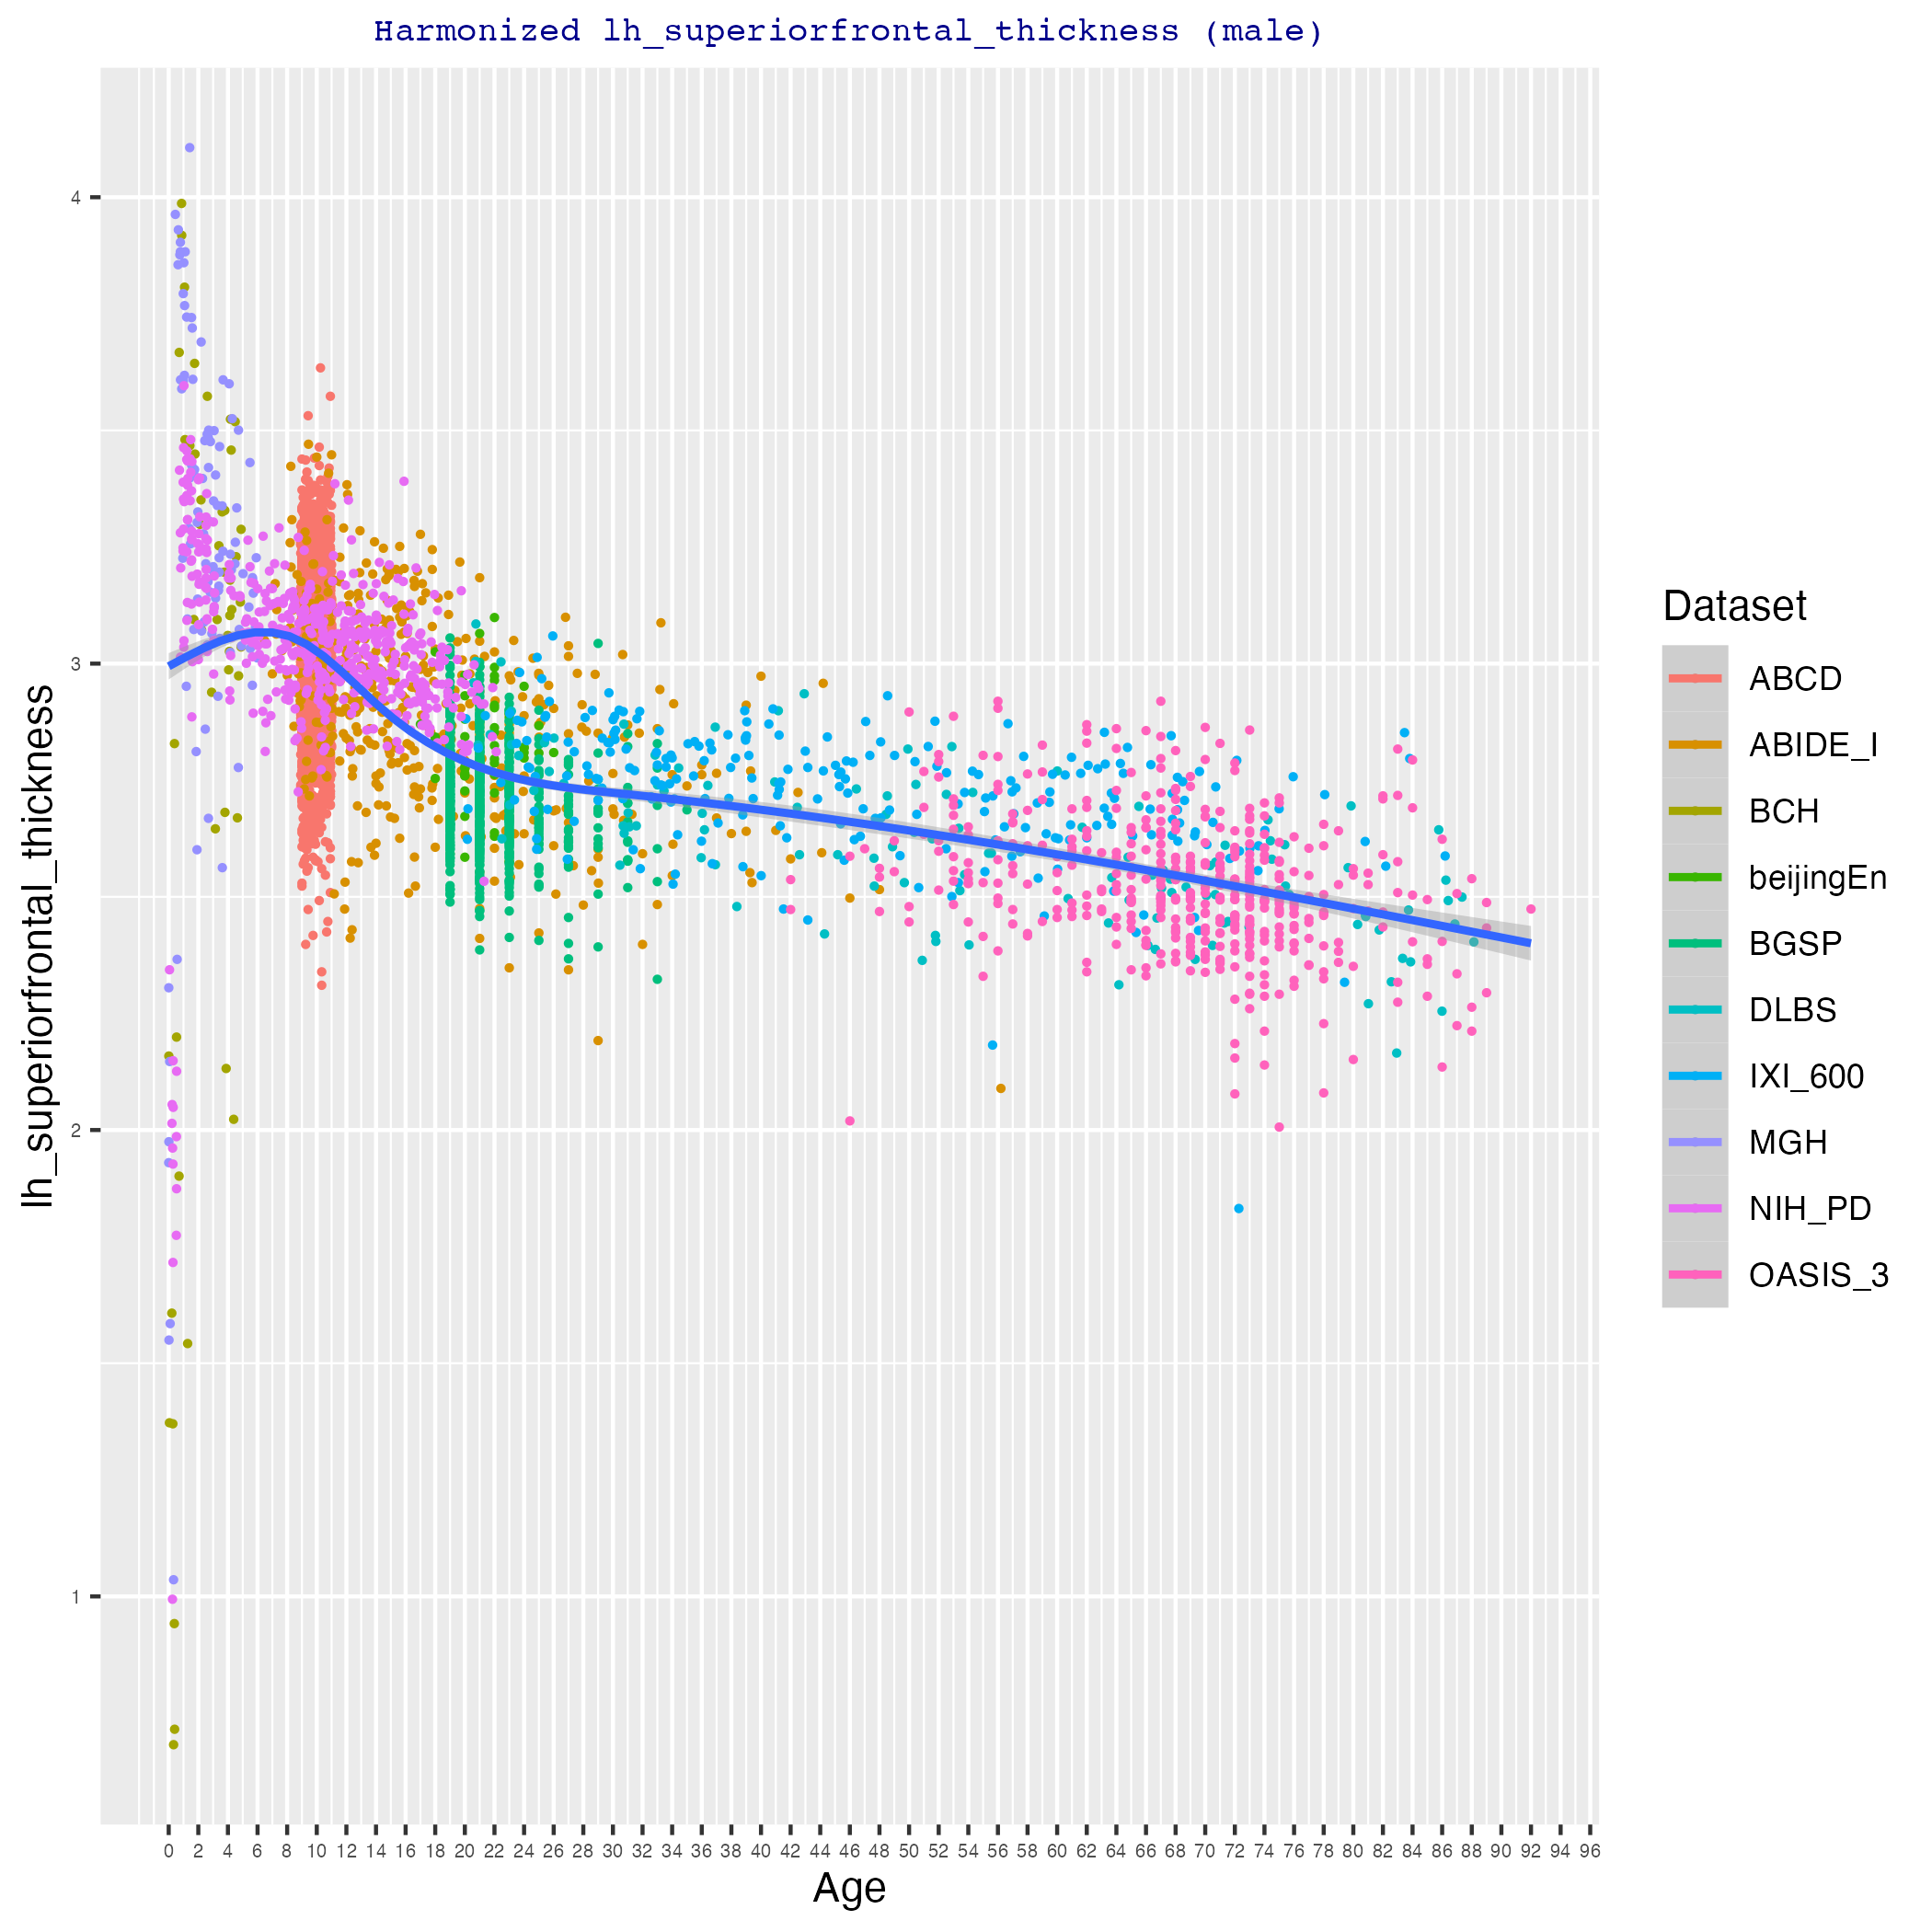 Harmonized lh_superiorfrontal_thickness (male)
lh_superiorfrontal_thickness
4
3
2
1
0 2 4 6 8 10 12 14 16 18 20 22 24 26 28 30 32 34 36 38 40 42 44 46 48 50 52 54 56 58 60 62 64 66 68 70 72 74 76 78 80 82 84 86 88 90 92 94 96
Age
Dataset
ABCD
ABIDE_I
BCH
beijingEn
BGSP
DLBS
IXI_600
MGH
NIH_PD
OASIS_3